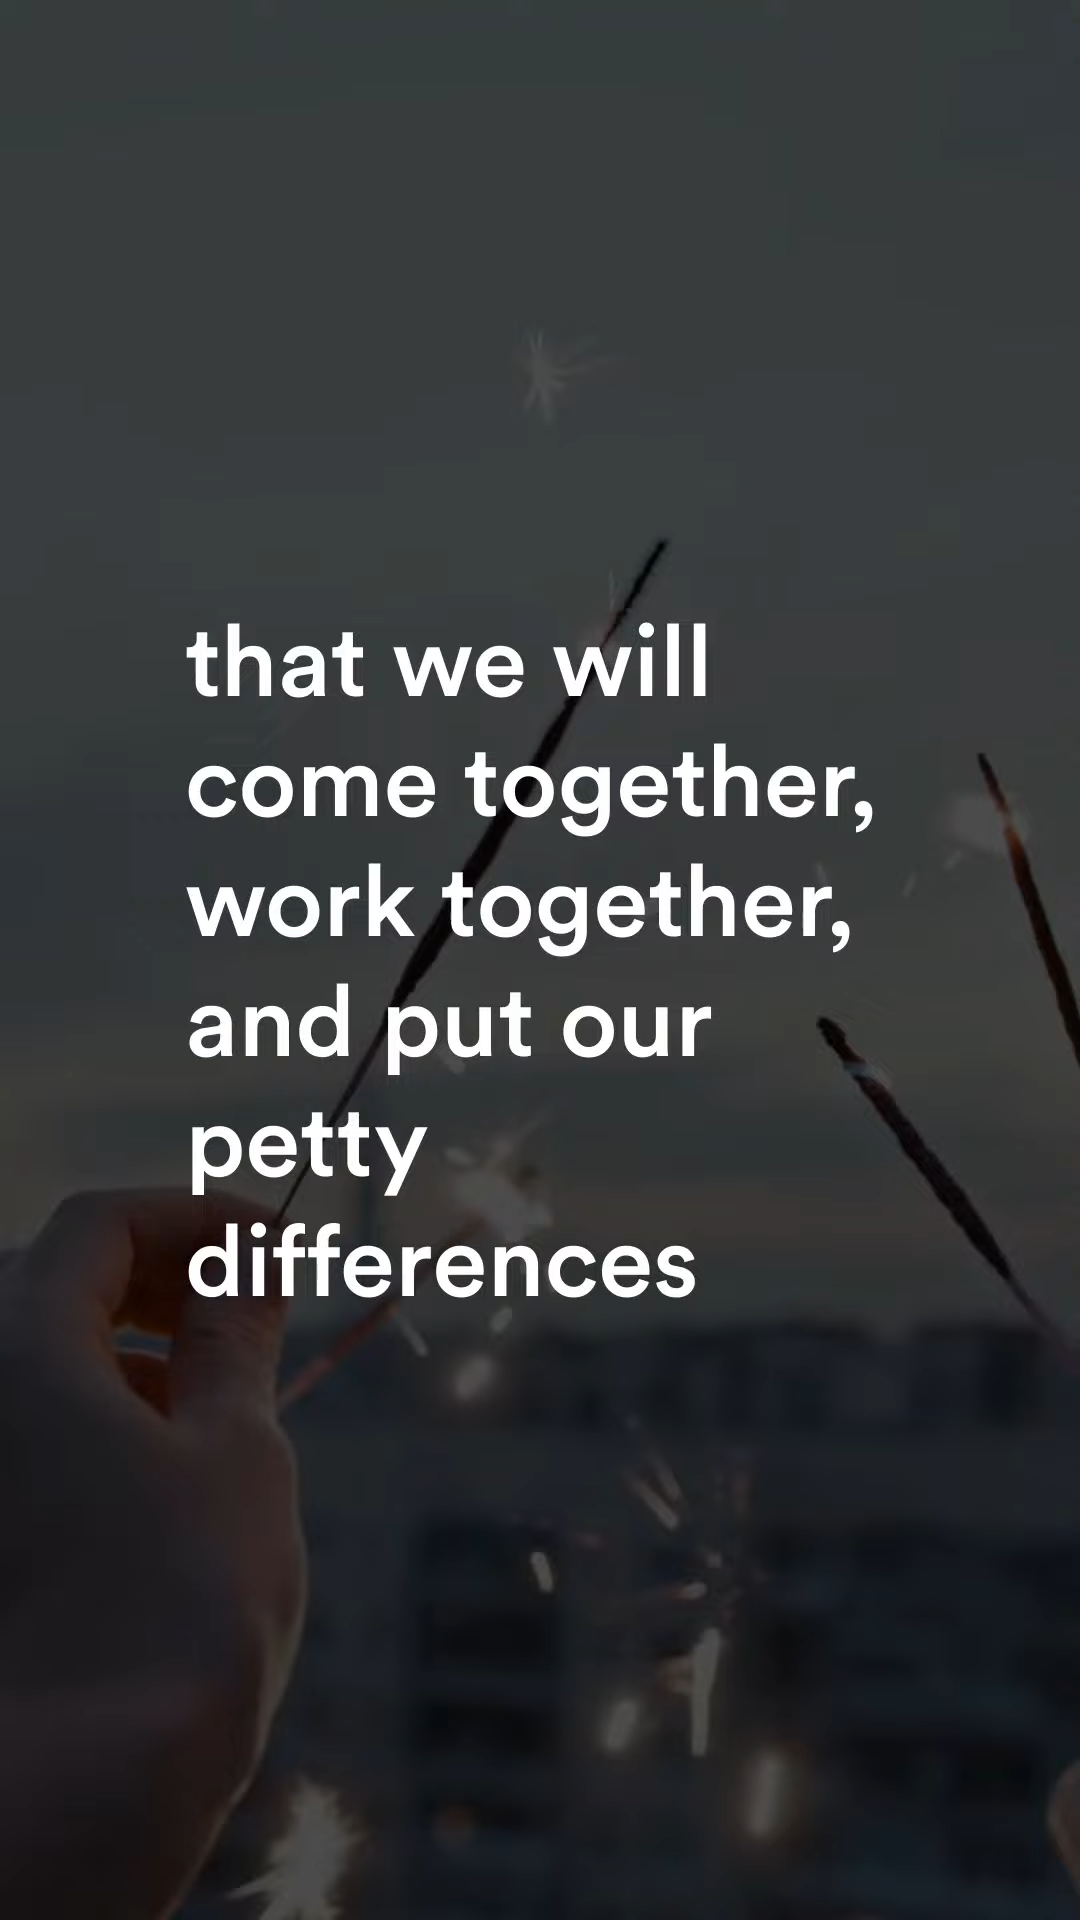 that we will
come together,
work together,
and put our
petty
differences